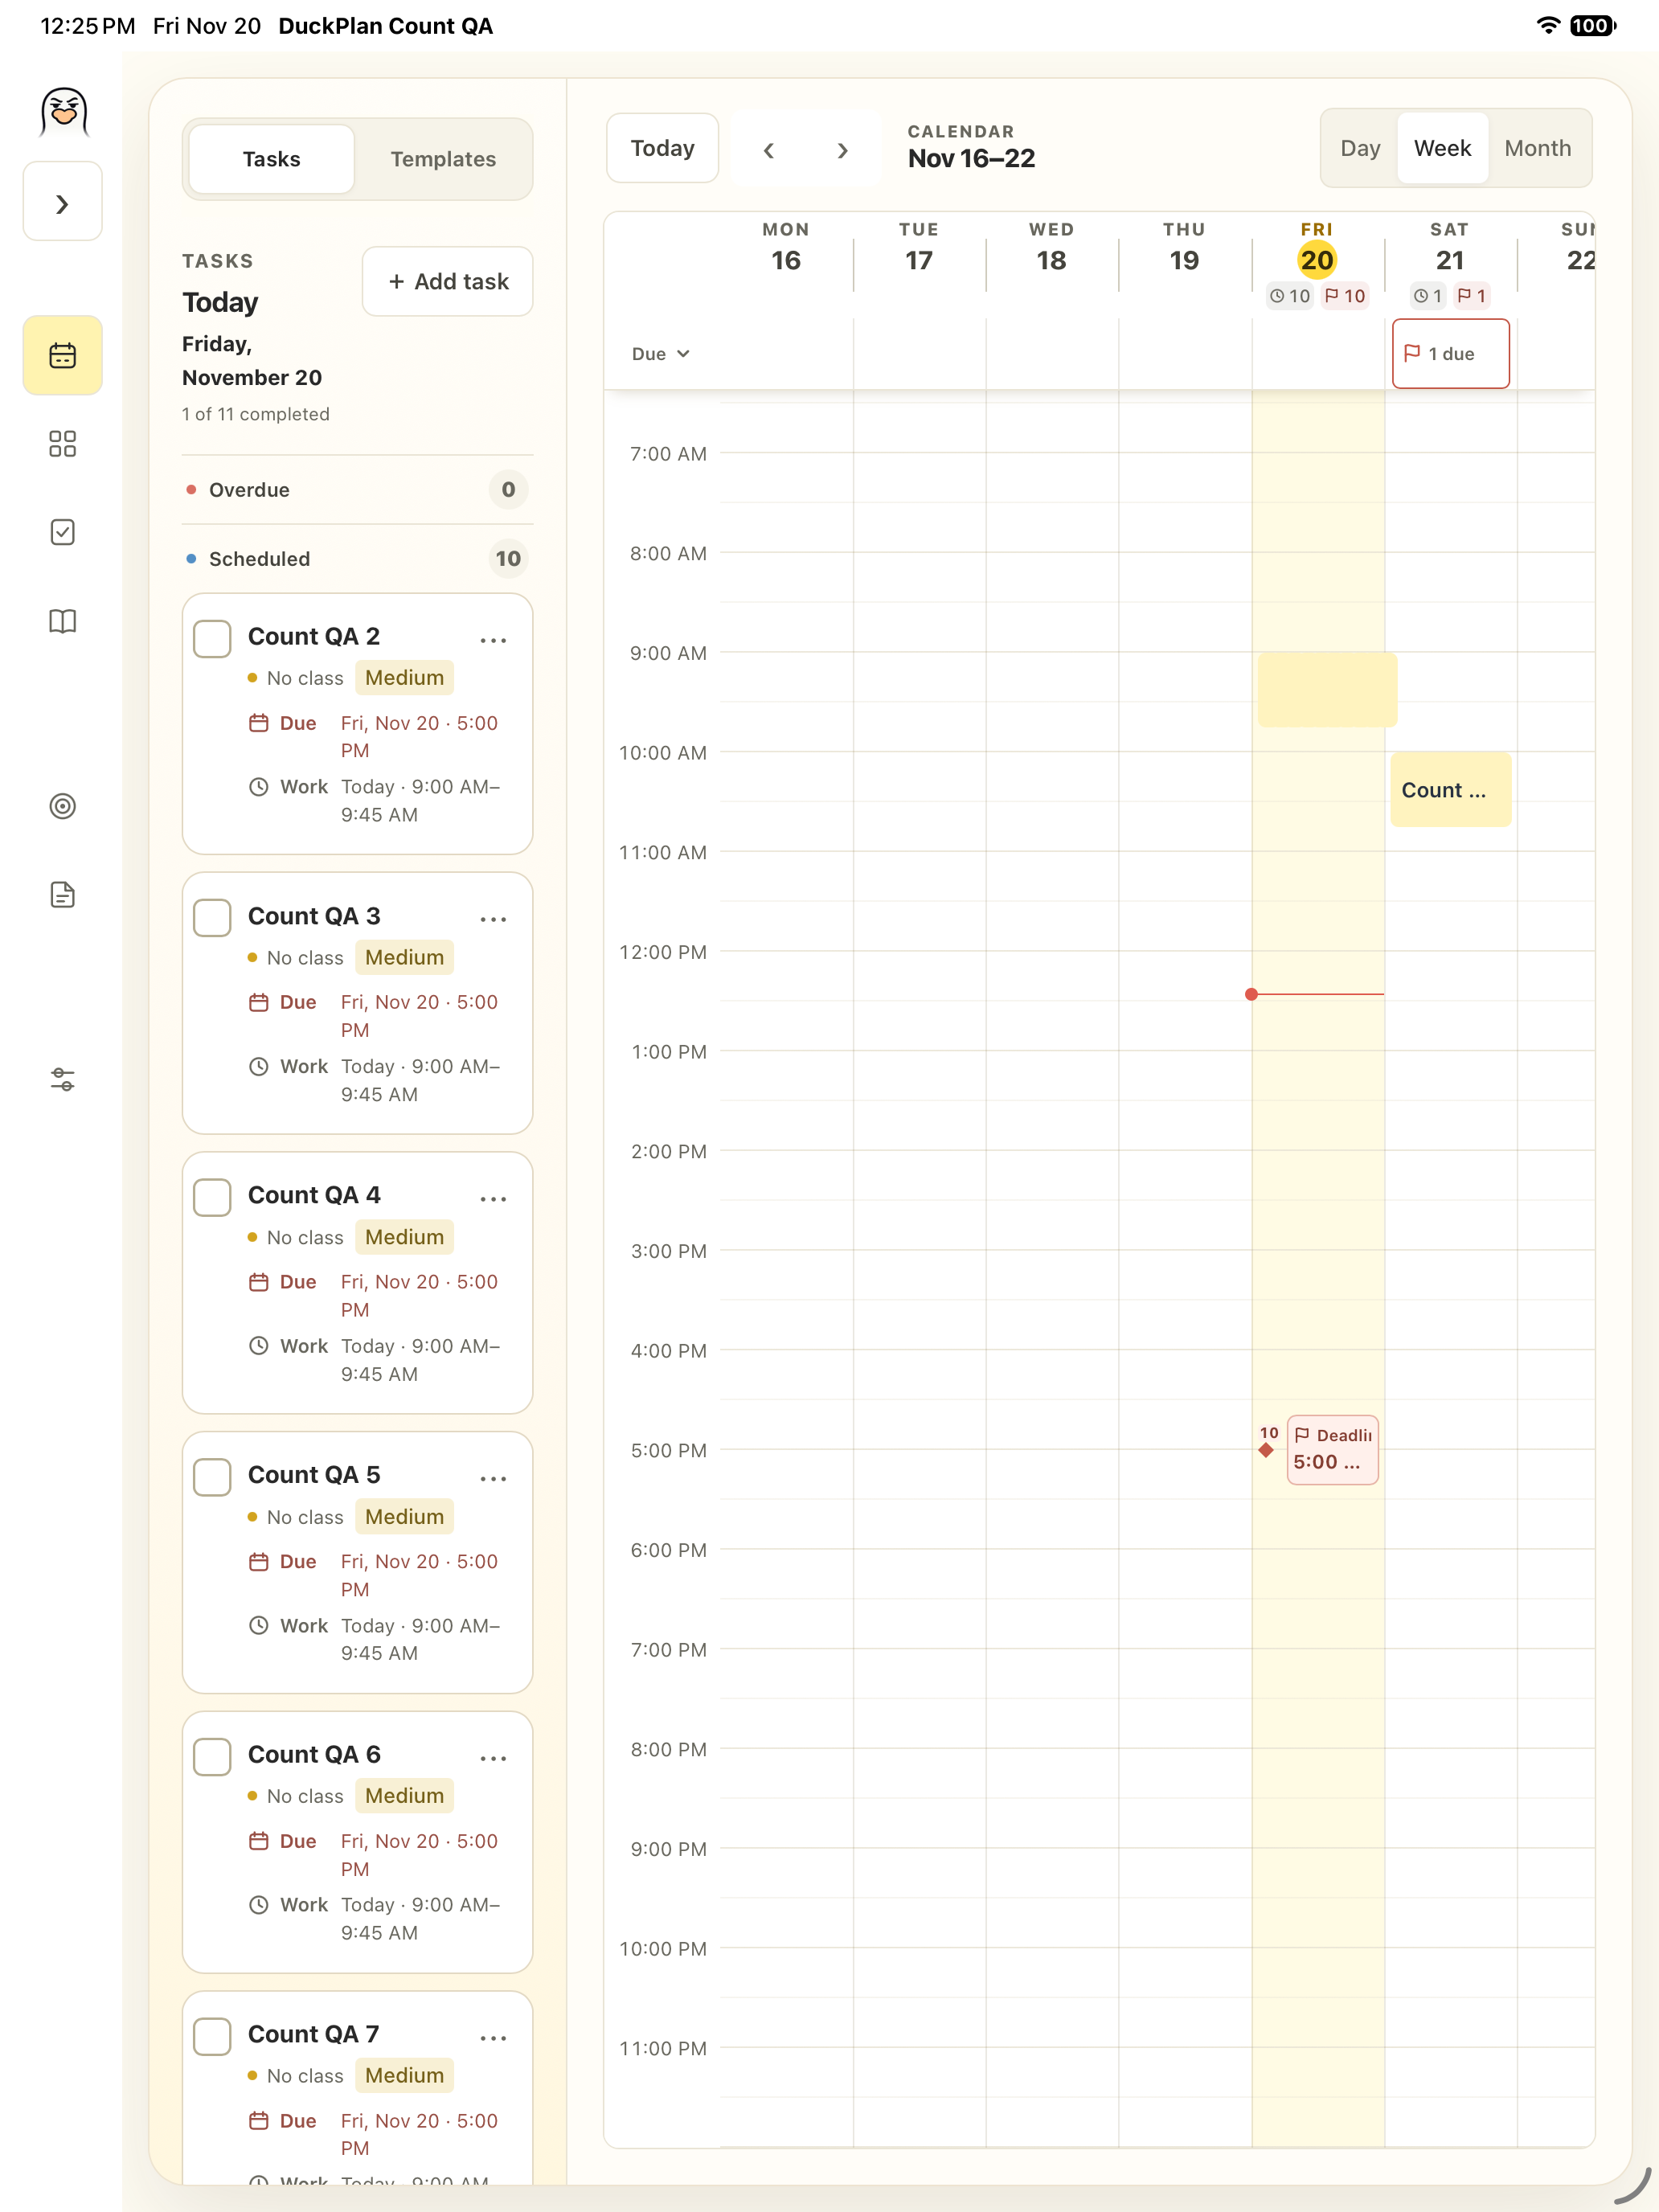 12:25 PM Fri Nov 20 DuckPlan Count QA
100
Tasks
Templates
TASKS
Today
Friday,
November 20
1 of 11 completed
+ Add task
Overdue
0
Scheduled
10
Count QA 2
No class Medium
Due Fri, Nov 20 · 5:00
PM
Work Today · 9:00 AM–
9:45 AM
Count QA 3
No class Medium
Due Fri, Nov 20 · 5:00
PM
Work Today · 9:00 AM–
9:45 AM
Count QA 4
No class Medium
Due Fri, Nov 20 · 5:00
PM
Work Today · 9:00 AM–
9:45 AM
Count QA 5
No class Medium
Due Fri, Nov 20 · 5:00
PM
Work Today · 9:00 AM–
9:45 AM
Count QA 6
No class Medium
Due Fri, Nov 20 · 5:00
PM
Work Today · 9:00 AM–
9:45 AM
Count QA 7
No class Medium
Due Fri, Nov 20 · 5:00
PM
Work Today · 9:00 AM
Today
CALENDAR
Nov 16–22
Day Week Month
MON TUE WED THU FRI SAT SUN
16 17 18 19 20 21 22
10 10 1 1
Due
1 due
7:00 AM
8:00 AM
9:00 AM
10:00 AM
Count ...
11:00 AM
12:00 PM
1:00 PM
2:00 PM
3:00 PM
4:00 PM
10 Deadlin
5:00 PM
5:00 ...
6:00 PM
7:00 PM
8:00 PM
9:00 PM
10:00 PM
11:00 PM